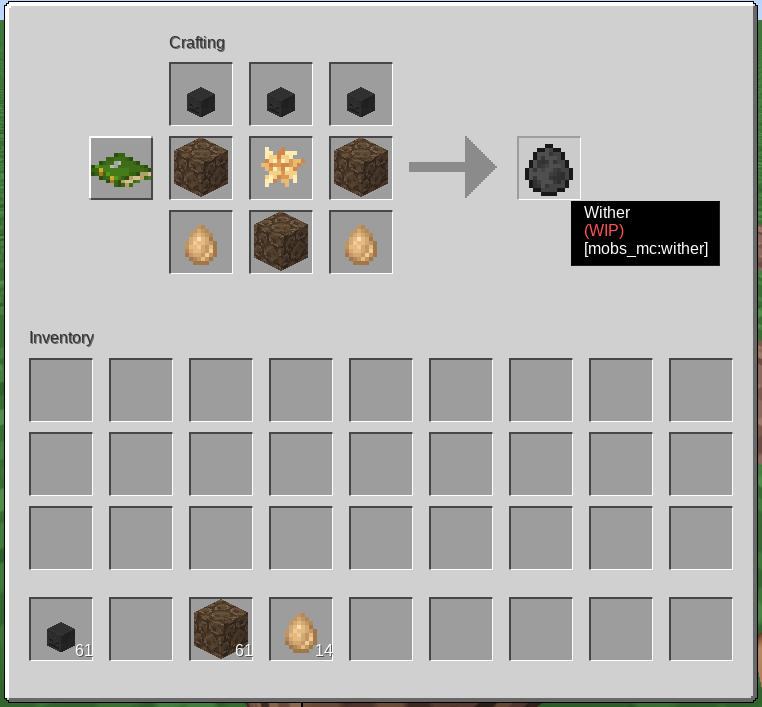 Crafting
Wither
(WIP)
[mobs_mc:wither]
Inventory
61
61
14